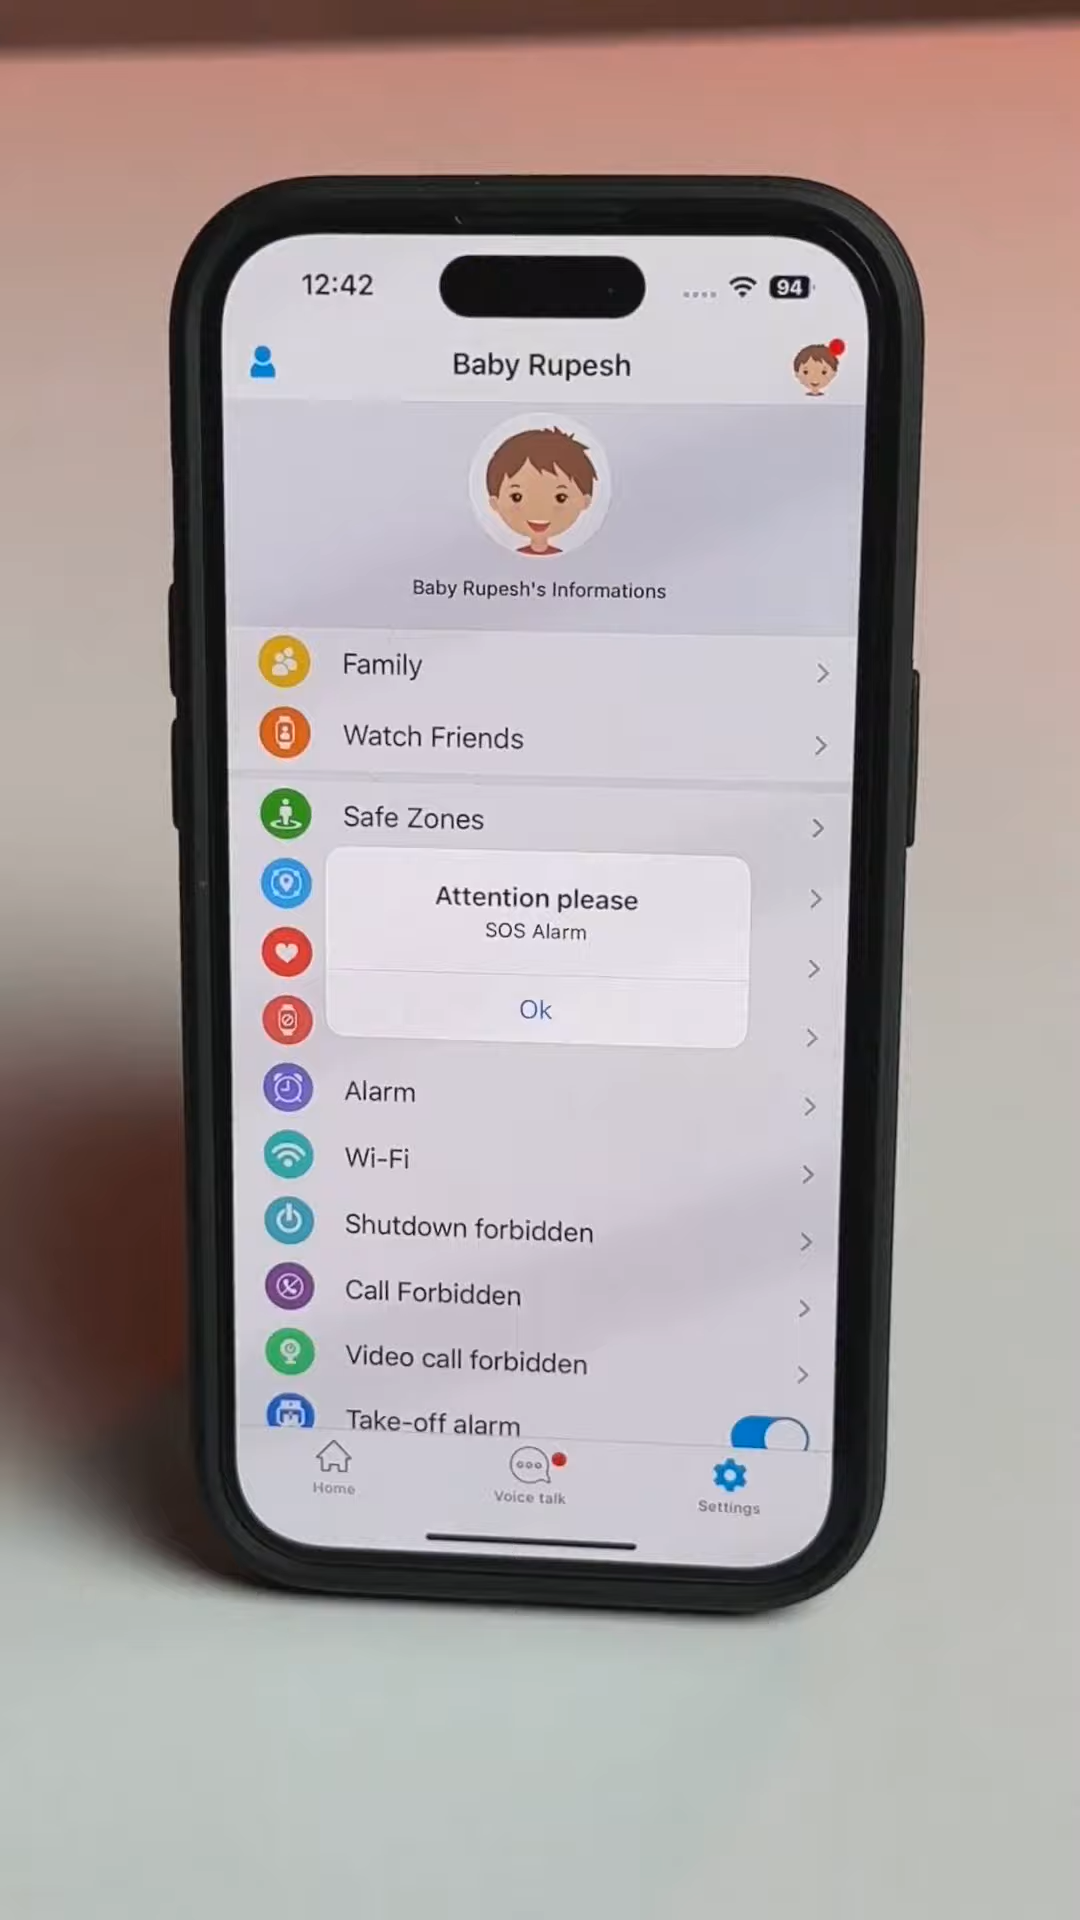 12:42
94
Baby Rupesh
Baby Rupesh's Informations
Family
Watch Friends
Safe Zones
Attention please
SOS Alarm
Ok
Alarm
Wi-Fi
Shutdown forbidden
Call Forbidden
Video call forbidden
Take-off alarm
Home
Voice talk
Settings